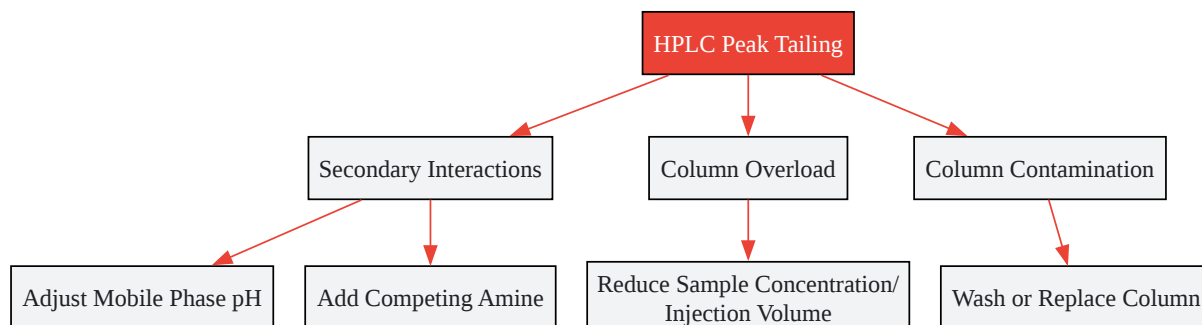 HPLC Peak Tailing
Secondary Interactions
Column Overload
Column Contamination
Adjust Mobile Phase pH
Add Competing Amine
Reduce Sample Concentration/
Injection Volume
Wash or Replace Column